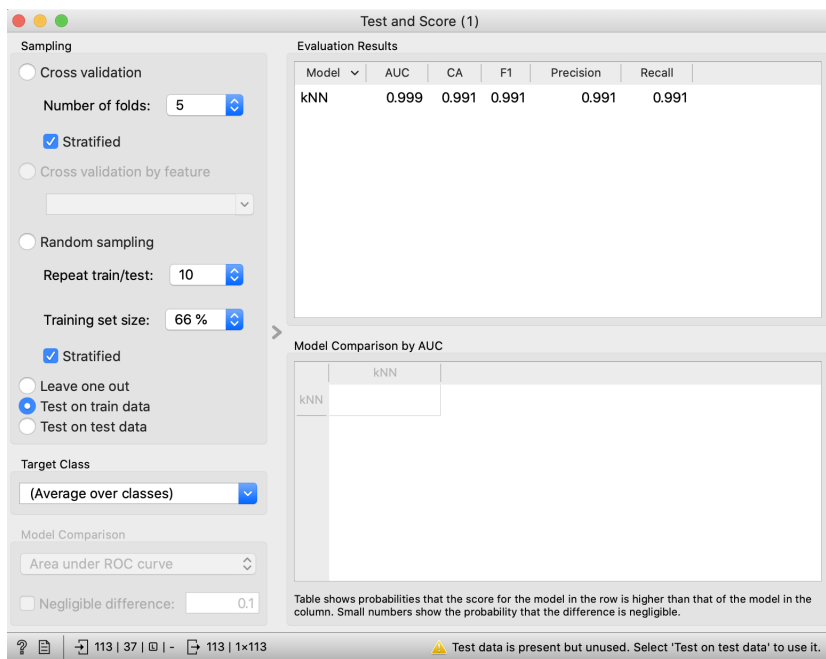 Test and Score (1)
Sampling
Cross validation
Number of folds: 5
Stratified
Cross validation by feature
Random sampling
Repeat train/test: 10
Training set size: 66 %
Stratified
Leave one out
Test on train data
Test on test data
Target Class
(Average over classes)
Model Comparison
Area under ROC curve
Negligible difference: 0.1
Evaluation Results
Model AUC CA F1 Precision Recall
kNN 0.999 0.991 0.991 0.991 0.991
Model Comparison by AUC
kNN
kNN
Table shows probabilities that the score for the model in the row is higher than that of the model in the
column. Small numbers show the probability that the difference is negligible.
? 113 | 37 | | - 113 | 1×113
Test data is present but unused. Select 'Test on test data' to use it.